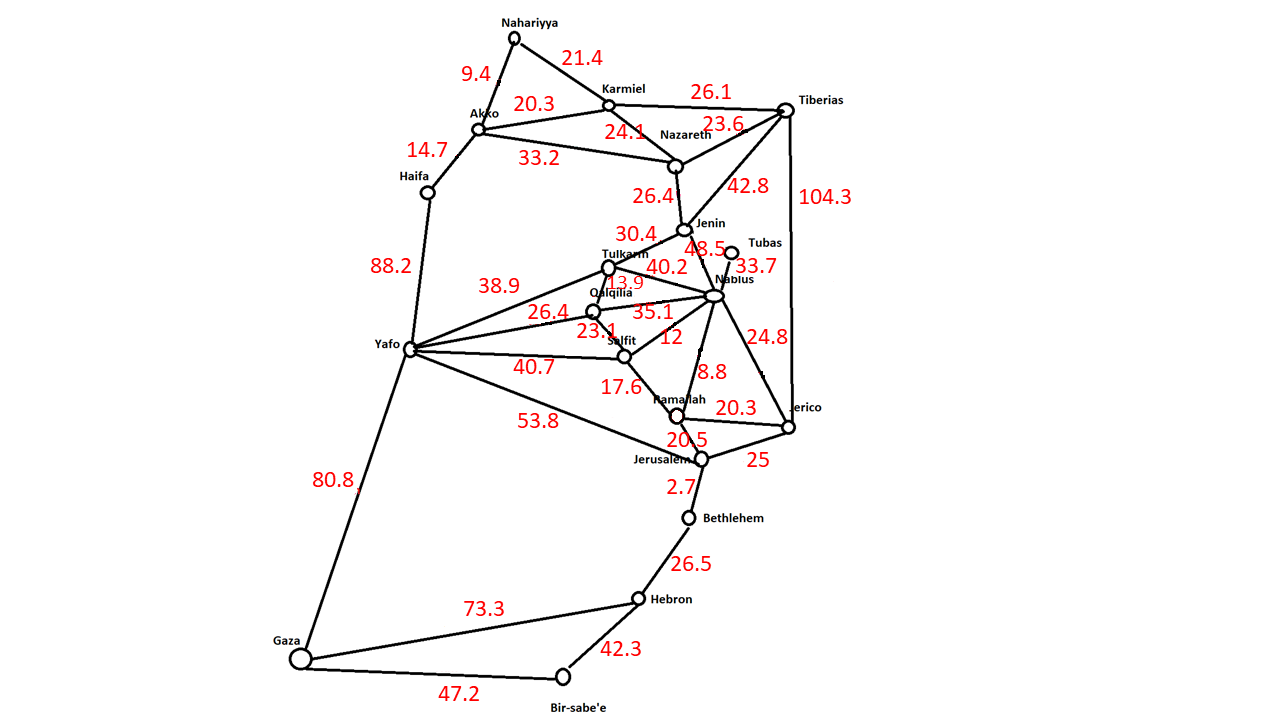 Nahariyya
21.4
9.4
Karmiel
26.1
Tiberias
20.3
Akko
24.1
23.6
Nazareth
14.7
33.2
Haifa
42.8
26.4
104.3
Jenin
30.4
48.5
Tubas
Tulkarm
88.2
40.2
33.7
Nablus
13.9
38.9
Qalqilia
26.4
35.1
23.1
Salfit
12
24.8
Yafo
40.7
17.6
8.8
Ramallah
20.3
Jerico
53.8
20.5
Jerusalem
25
80.8
2.7
Bethlehem
26.5
73.3
Hebron
Gaza
42.3
47.2
Bir-sabe'e